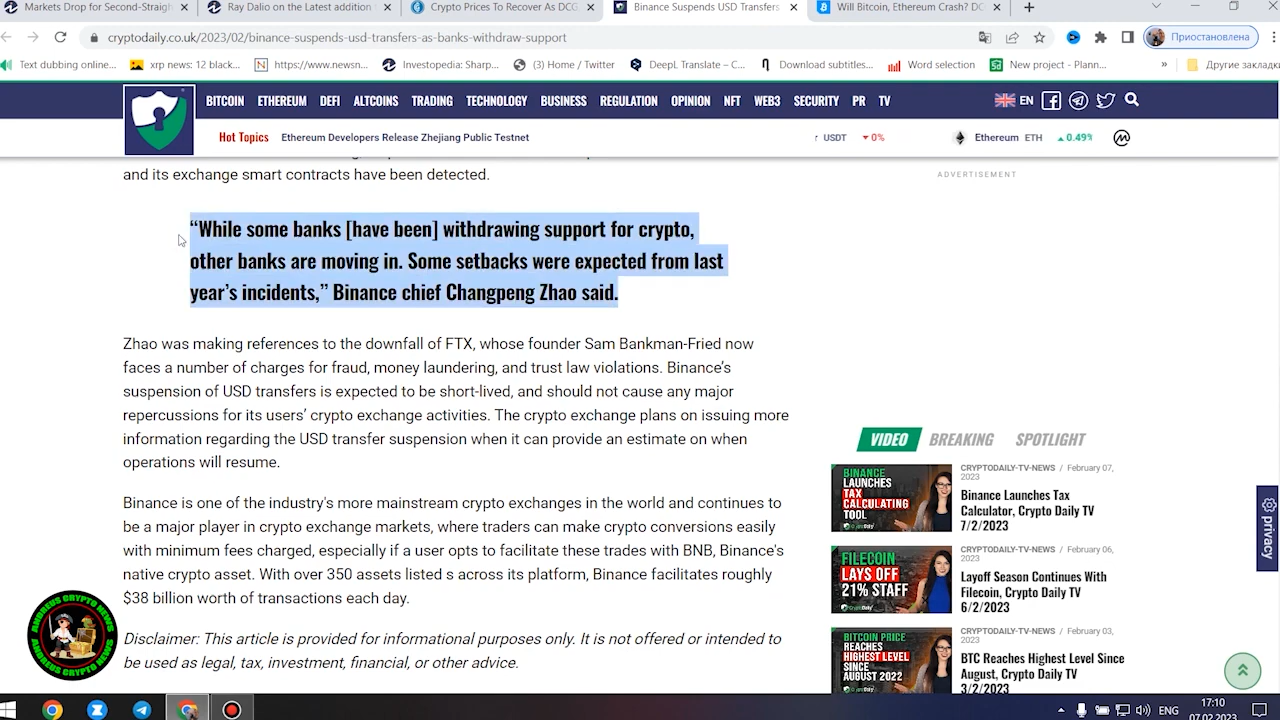 Markets Drop for Second-Straigh
Ray Dalio on the Latest addition
Crypto Prices To Recover As DCG
Binance Suspends USD Transfers
Will Bitcoin, Ethereum Crash? DC
cryptodaily.co.uk/2023/02/binance-suspends-usd-transfers-as-banks-withdraw-support
Приостановлена
Text dubbing online...
xrp news: 12 black...
https://www.newsn...
Investopedia: Sharp...
(3) Home / Twitter
DeepL Translate – C...
Download subtitles...
Word selection
New project - Plann...
»
Другие закладки
BITCOIN ETHEREUM DEFI ALTCOINS TRADING TECHNOLOGY BUSINESS REGULATION OPINION NFT WEB3 SECURITY PR TV
EN
Hot Topics
Ethereum Developers Release Zhejiang Public Testnet
USDT 0%
Ethereum ETH 0.49%
and its exchange smart contracts have been detected.
ADVERTISEMENT
“While some banks [have been] withdrawing support for crypto,
other banks are moving in. Some setbacks were expected from last
year’s incidents,” Binance chief Changpeng Zhao said.
Zhao was making references to the downfall of FTX, whose founder Sam Bankman-Fried now
faces a number of charges for fraud, money laundering, and trust law violations. Binance’s
suspension of USD transfers is expected to be short-lived, and should not cause any major
repercussions for its users’ crypto exchange activities. The crypto exchange plans on issuing more
information regarding the USD transfer suspension when it can provide an estimate on when
operations will resume.
Binance is one of the industry's more mainstream crypto exchanges in the world and continues to
be a major player in crypto exchange markets, where traders can make crypto conversions easily
with minimum fees charged, especially if a user opts to facilitate these trades with BNB, Binance's
native crypto asset. With over 350 assets listed s across its platform, Binance facilitates roughly
$38 billion worth of transactions each day.
Disclaimer: This article is provided for informational purposes only. It is not offered or intended to
be used as legal, tax, investment, financial, or other advice.
VIDEO BREAKING SPOTLIGHT
BINANCE
LAUNCHES
TAX
CALCULATING
TOOL
CRYPTODAILY-TV-NEWS / February 07,
2023
Binance Launches Tax
Calculator, Crypto Daily TV
7/2/2023
FILECOIN
LAYS OFF
21% STAFF
CRYPTODAILY-TV-NEWS / February 06,
2023
Layoff Season Continues With
Filecoin, Crypto Daily TV
6/2/2023
BITCOIN PRICE
REACHES
HIGHEST LEVEL
SINCE
AUGUST 2022
CRYPTODAILY-TV-NEWS / February 03,
2023
BTC Reaches Highest Level Since
August, Crypto Daily TV
3/2/2023
privacy
ANDREUS CRYPTO NEWS
ANDREUS CRYPTO NEWS
ENG
17:10
07.02.2023